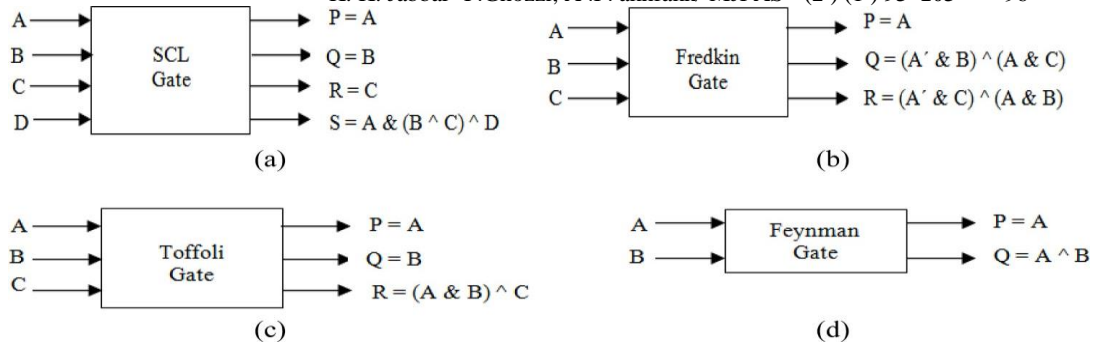 A
B
C
D
SCL
Gate
P = A
Q = B
R = C
S = A & (B ^ C) ^ D
(a)
A
B
C
Fredkin
Gate
P = A
Q = (A´ & B) ^ (A & C)
R = (A´ & C) ^ (A & B)
(b)
A
B
C
Toffoli
Gate
P = A
Q = B
R = (A & B) ^ C
(c)
A
B
Feynman
Gate
P = A
Q = A ^ B
(d)